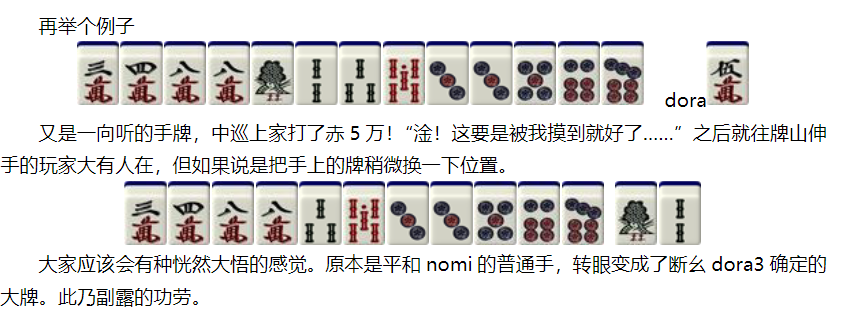 再举个例子
三萬 四萬 八萬 八萬 dora 伍萬
又是一向听的手牌，中巡上家打了赤 5 万！“淦！这要是被我摸到就好了……”之后就往牌山伸
手的玩家大有人在，但如果说是把手上的牌稍微换一下位置。
三萬 四萬 八萬 八萬
大家应该会有种恍然大悟的感觉。原本是平和 nomi 的普通手，转眼变成了断幺 dora3 确定的
大牌。此乃副露的功劳。